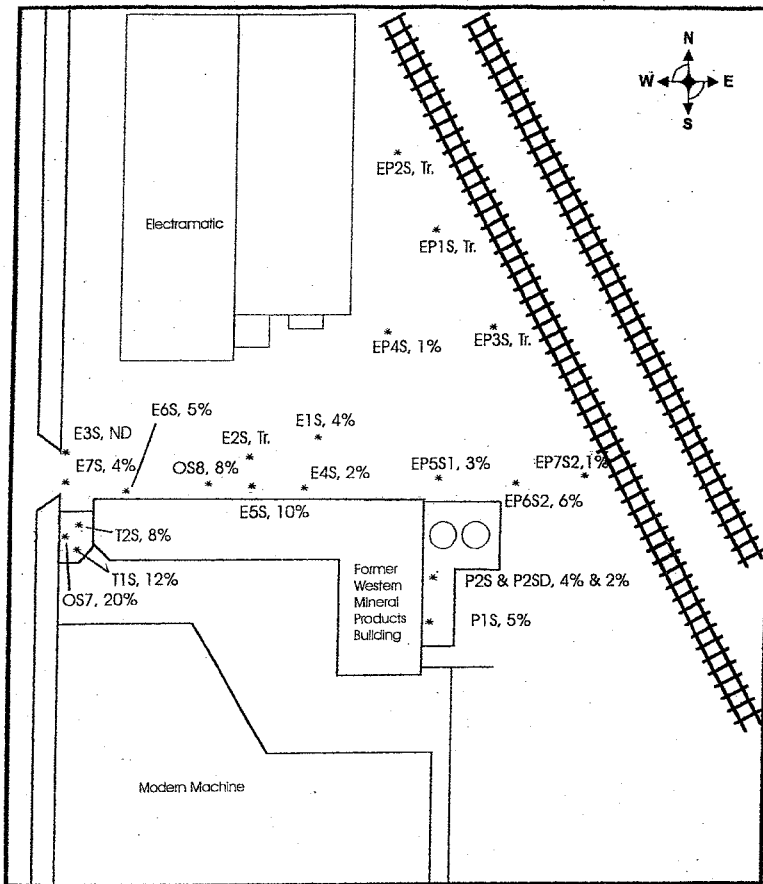 N
W E
S
EP2S, Tr.
Electramatic
EP1S, Tr.
EP4S, 1%
EP3S, Tr.
E6S, 5%
E3S, ND
E2S, Tr.
E1S, 4%
E7S, 4%
OS8, 8%
E4S, 2%
EP5S1, 3%
EP7S2, 1%
E5S, 10%
EP6S2, 6%
T2S, 8%
T1S, 12%
OS7, 20%
Former
Western
Mineral
Products
Building
P2S & P2SD, 4% & 2%
P1S, 5%
Modern Machine